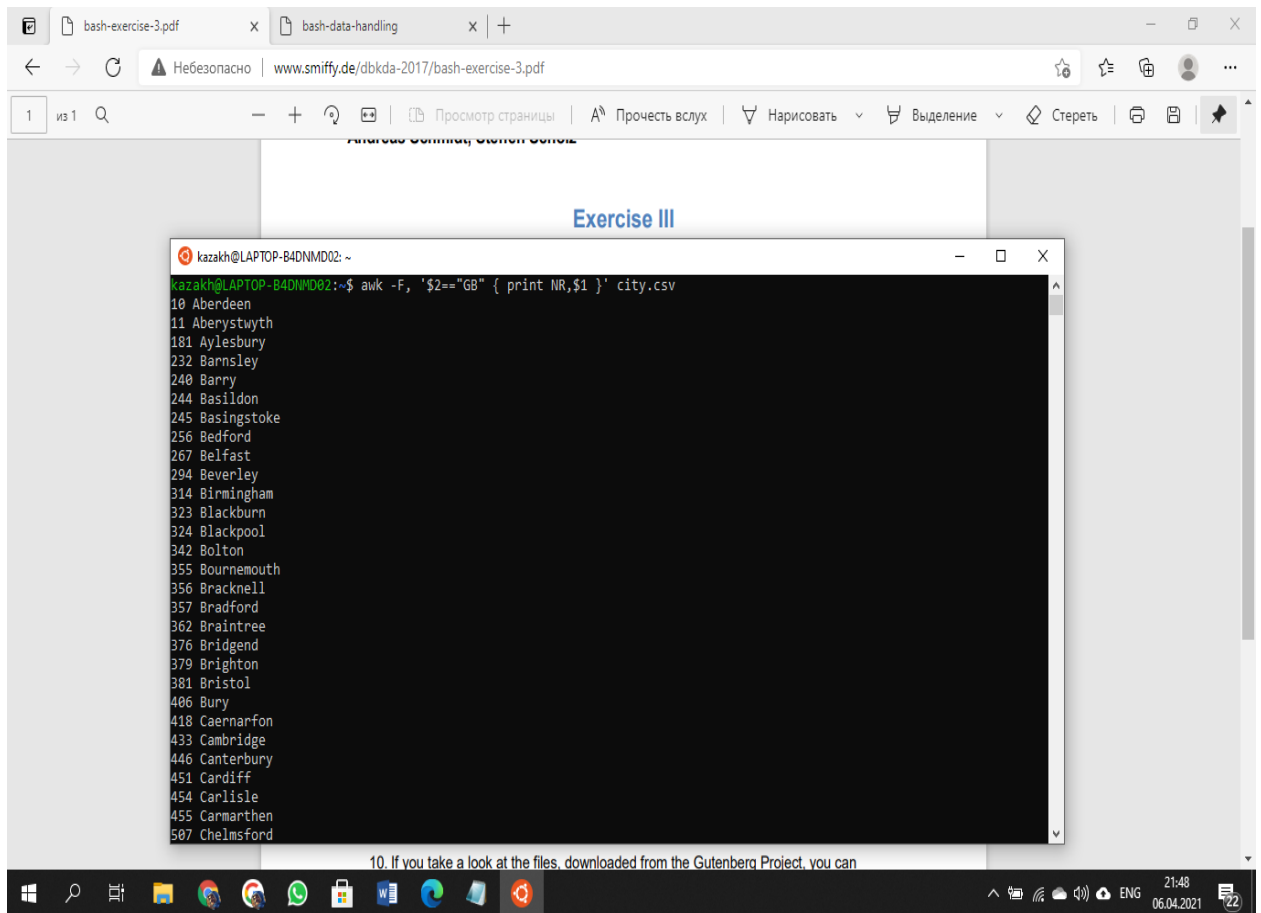 bash-exercise-3.pdf
bash-data-handling
Небезопасно
www.smiffy.de/dbkda-2017/bash-exercise-3.pdf
1 из 1
Просмотр страницы
Прочесть вслух
Нарисовать
Выделение
Стереть
Andreas Schmidt, Steffen Scholz
Exercise III
kazakh@LAPTOP-B4DNMD02: ~
kazakh@LAPTOP-B4DNMD02:~$ awk -F, '$2=="GB" { print NR,$1 }' city.csv
10 Aberdeen
11 Aberystwyth
181 Aylesbury
232 Barnsley
240 Barry
244 Basildon
245 Basingstoke
256 Bedford
267 Belfast
294 Beverley
314 Birmingham
323 Blackburn
324 Blackpool
342 Bolton
355 Bournemouth
356 Bracknell
357 Bradford
362 Braintree
376 Bridgend
379 Brighton
381 Bristol
406 Bury
418 Caernarfon
433 Cambridge
446 Canterbury
451 Cardiff
454 Carlisle
455 Carmarthen
507 Chelmsford
10. If you take a look at the files, downloaded from the Gutenberg Project, you can
ENG
21:48
06.04.2021
22